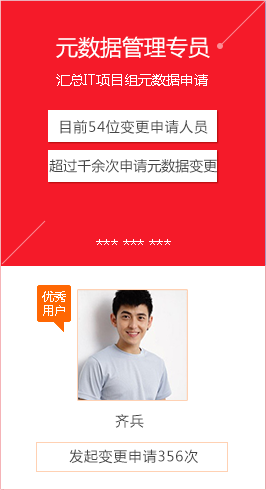 元数据管理专员
汇总IT项目组元数据申请
目前54位变更申请人员
超过千余次申请元数据变更
*** *** ***
优秀
用户
齐兵
发起变更申请356次